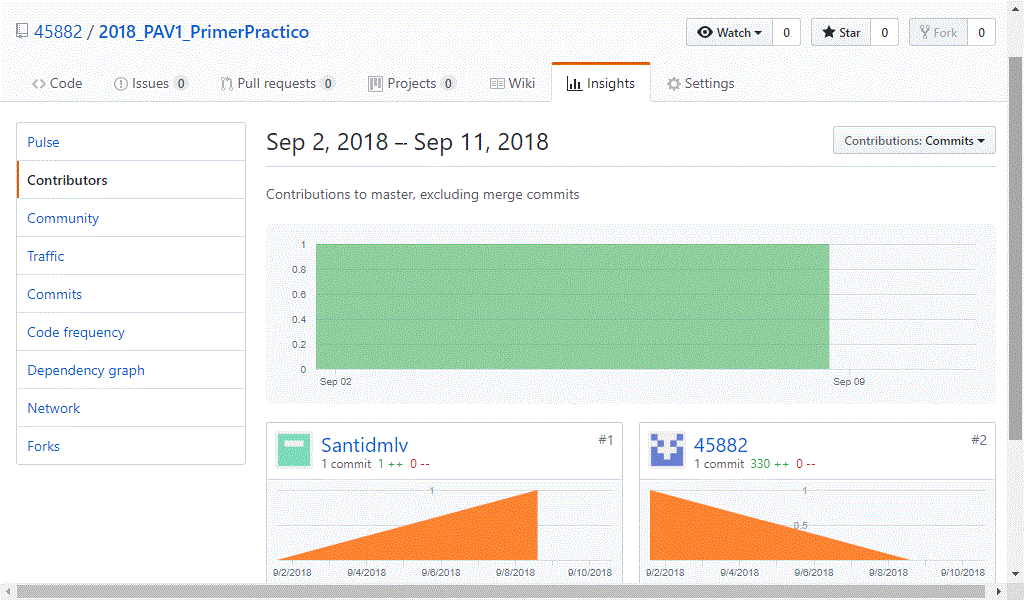 45882 / 2018_PAV1_PrimerPractico
Watch 0 Star 0 Fork 0
Code Issues 0 Pull requests 0 Projects 0 Wiki Insights Settings
Pulse
Contributors
Community
Traffic
Commits
Code frequency
Dependency graph
Network
Forks
Sep 2, 2018 – Sep 11, 2018
Contributions: Commits
Contributions to master, excluding merge commits
1
0.8
0.6
0.4
0.2
0
Sep 02 Sep 09
Santidmlv #1
1 commit 1 ++ 0 --
1
9/2/2018 9/4/2018 9/6/2018 9/8/2018 9/10/2018
45882 #2
1 commit 330 ++ 0 --
1
0.5
9/2/2018 9/4/2018 9/6/2018 9/8/2018 9/10/2018